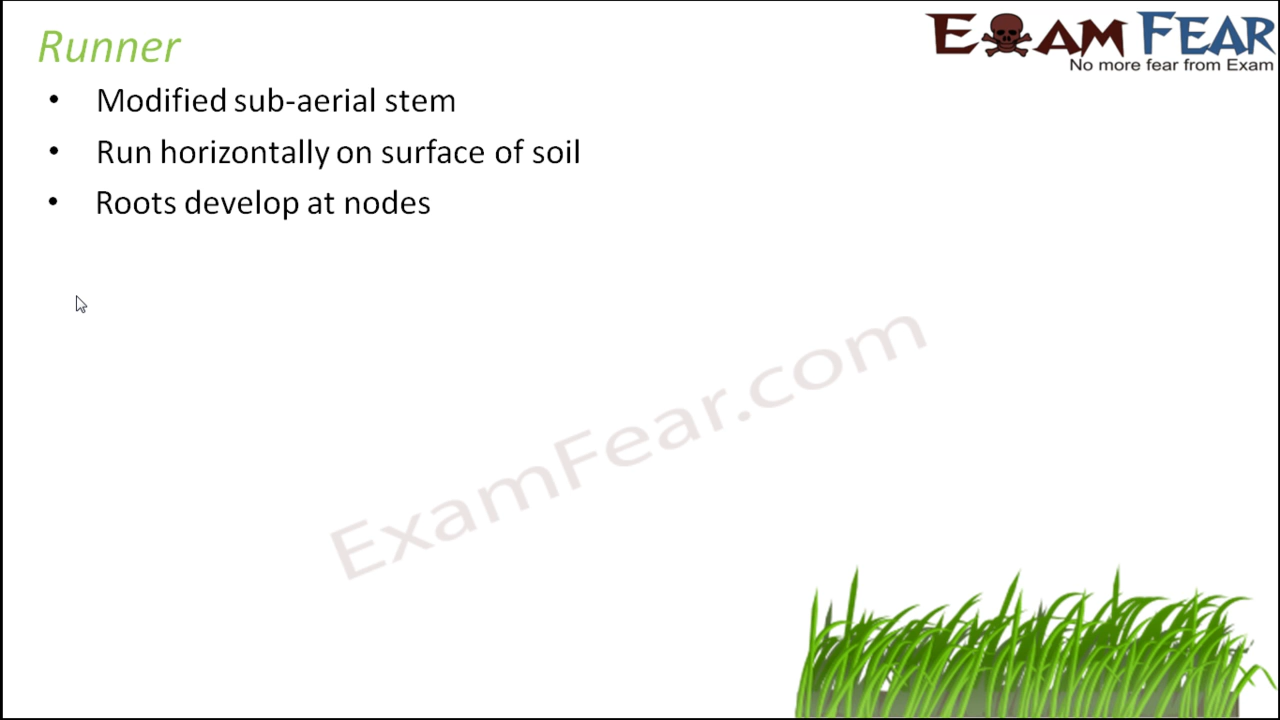 Runner
EXAM FEAR
No more fear from Exam
• Modified sub-aerial stem
• Run horizontally on surface of soil
• Roots develop at nodes
ExamFear.com